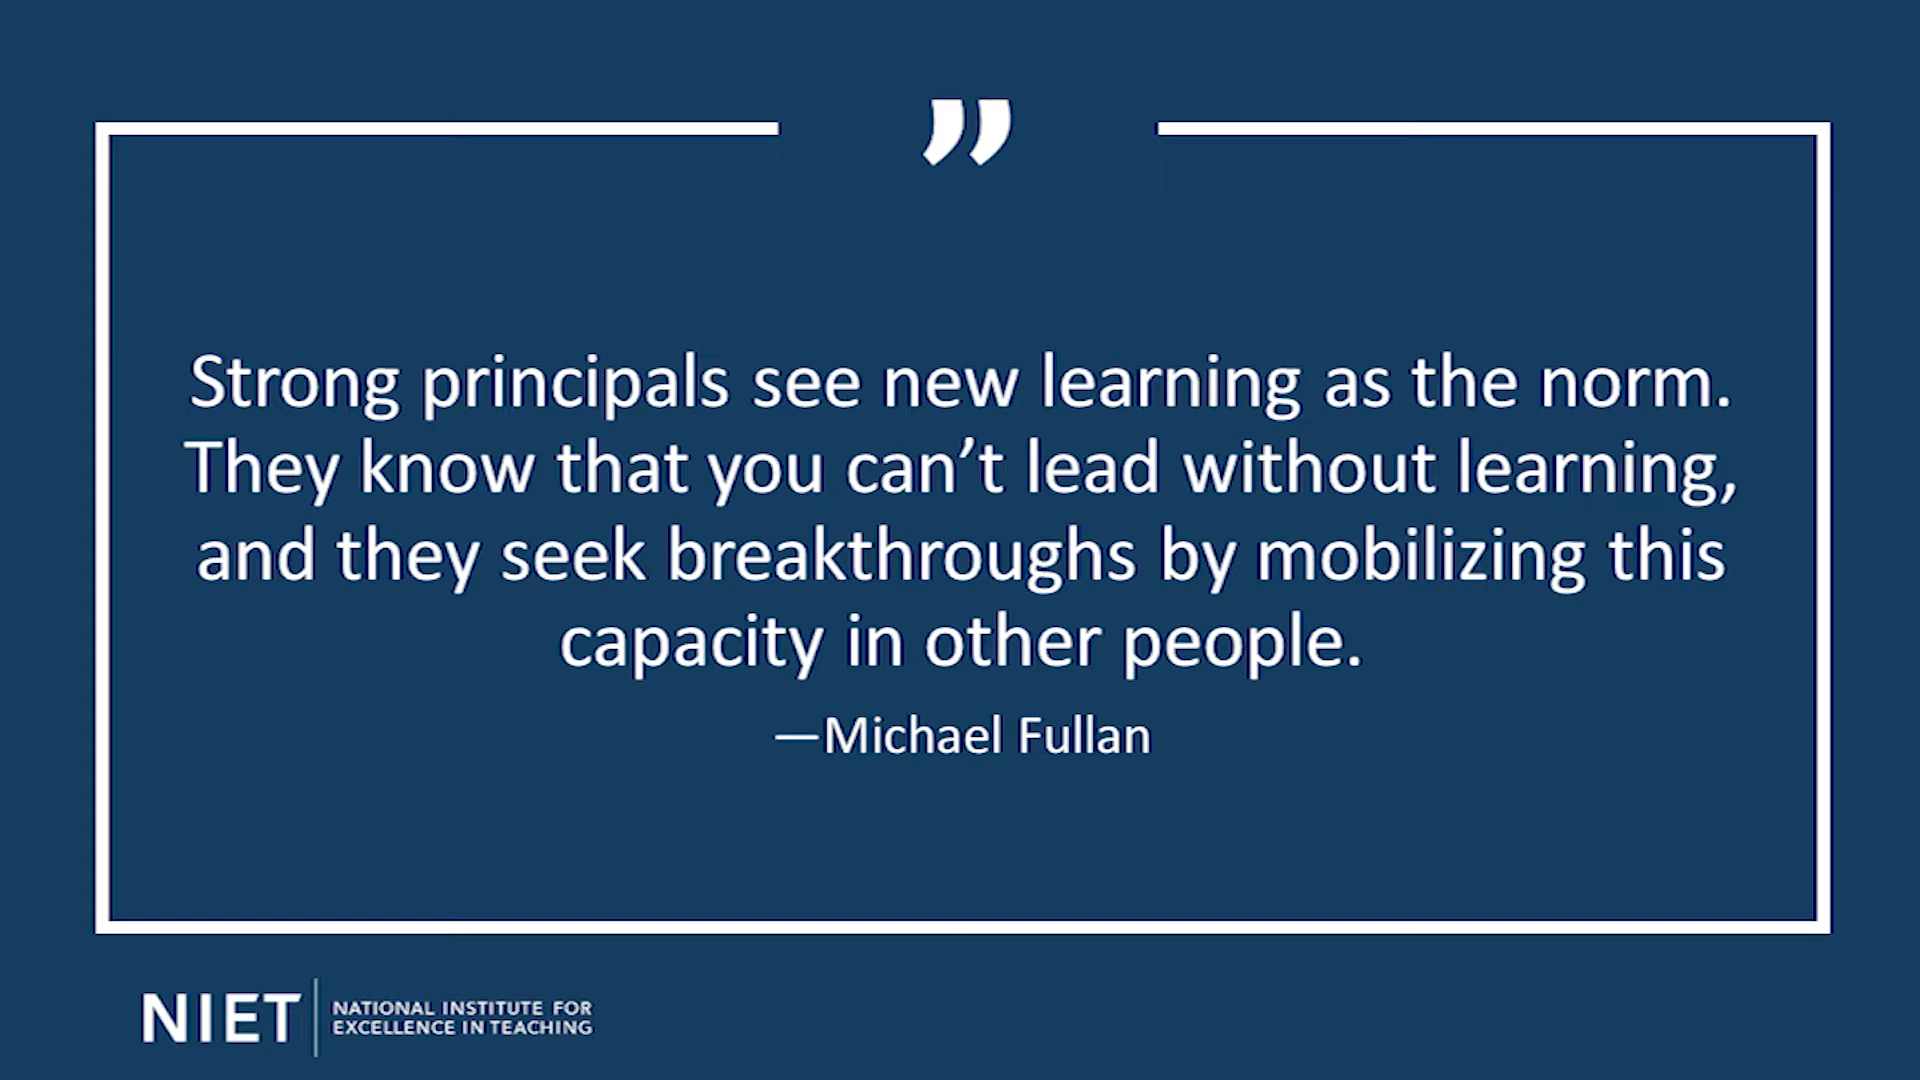 ”
Strong principals see new learning as the norm.
They know that you can’t lead without learning,
and they seek breakthroughs by mobilizing this
capacity in other people.
—Michael Fullan
NIET
NATIONAL INSTITUTE FOR
EXCELLENCE IN TEACHING